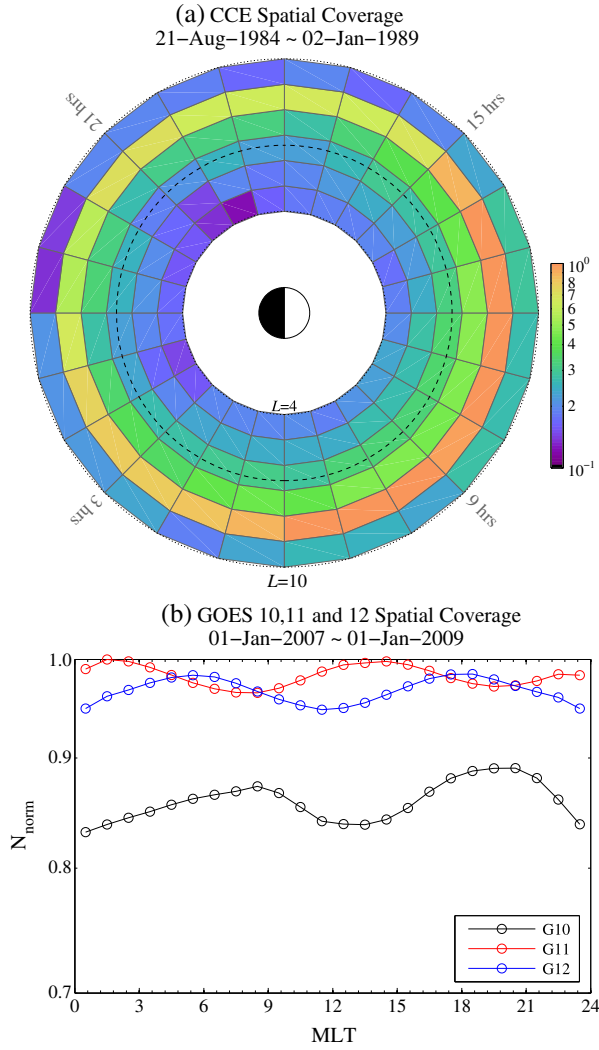 (a) CCE Spatial Coverage
21−Aug−1984 ~ 02−Jan−1989
21 hrs
15 hrs
3 hrs
9 hrs
L=4
L=10
10⁰
8
7
6
5
4
3
2
10⁻¹
(b) GOES 10,11 and 12 Spatial Coverage
01−Jan−2007 ~ 01−Jan−2009
1.0
0.9
0.8
0.7
N_norm
G10
G11
G12
0 3 6 9 12 15 18 21 24
MLT